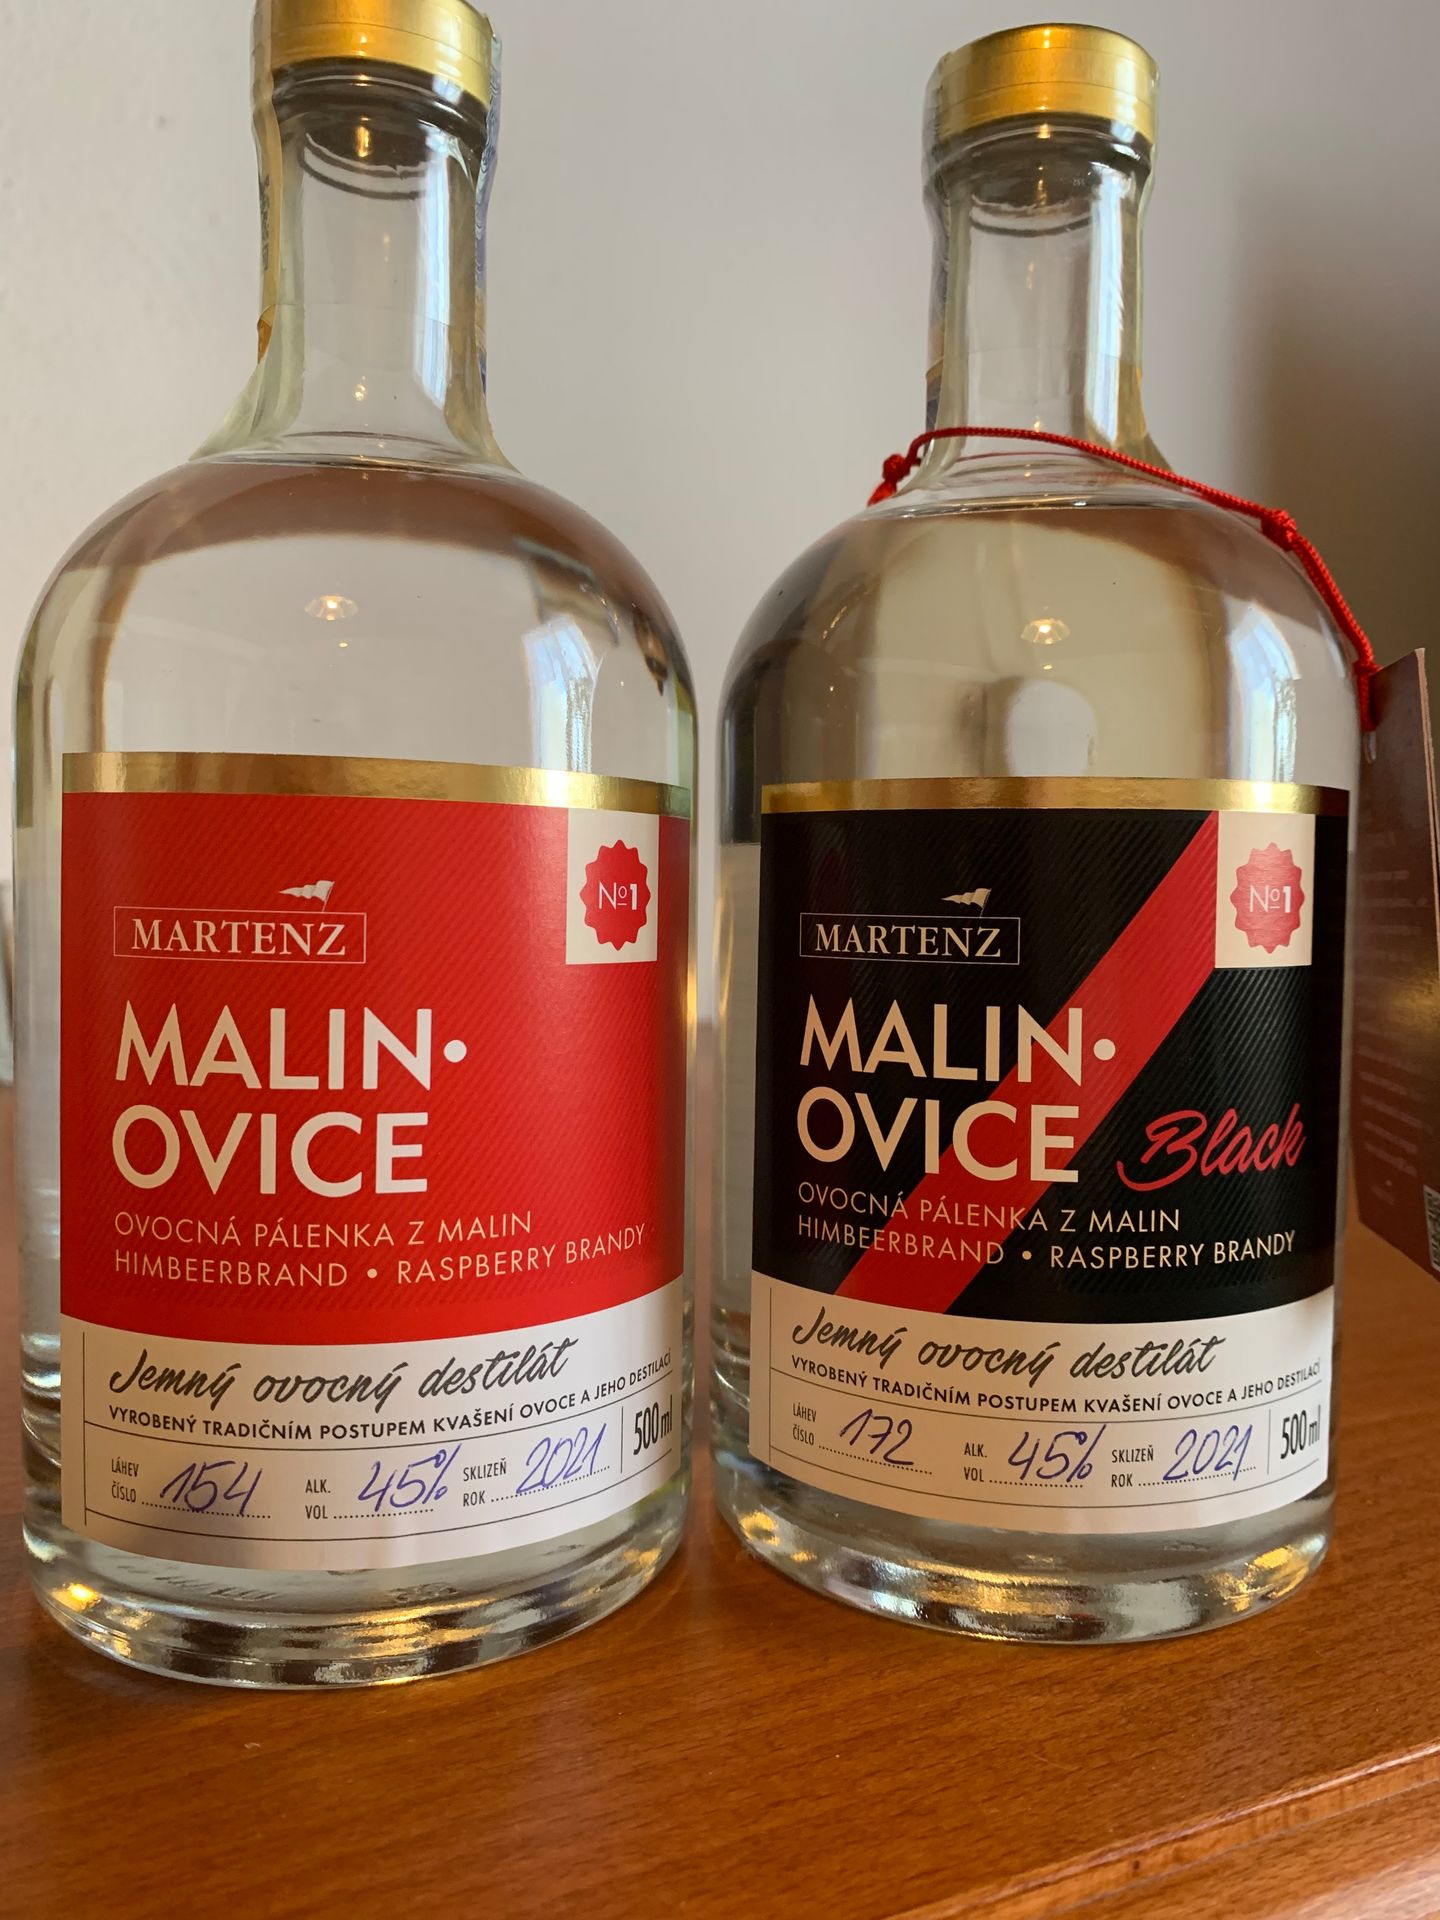 MARTENZ
№1
MALIN·
OVICE
OVOCNÁ PÁLENKA Z MALIN
HIMBEERBRAND • RASPBERRY BRANDY
Jemný ovocný destilát
VYROBENÝ TRADIČNÍM POSTUPEM KVAŠENÍ OVOCE A JEHO DESTILACÍ
LÁHEV
ČÍSLO 154
ALK.
VOL 45%
SKLIZEŇ
ROK 2021
500 ml
MARTENZ
№1
MALIN·
OVICE Black
OVOCNÁ PÁLENKA Z MALIN
HIMBEERBRAND • RASPBERRY BRANDY
Jemný ovocný destilát
VYROBENÝ TRADIČNÍM POSTUPEM KVAŠENÍ OVOCE A JEHO DESTILACÍ
LÁHEV
ČÍSLO 172
ALK.
VOL 45%
SKLIZEŇ
ROK 2021
500 ml